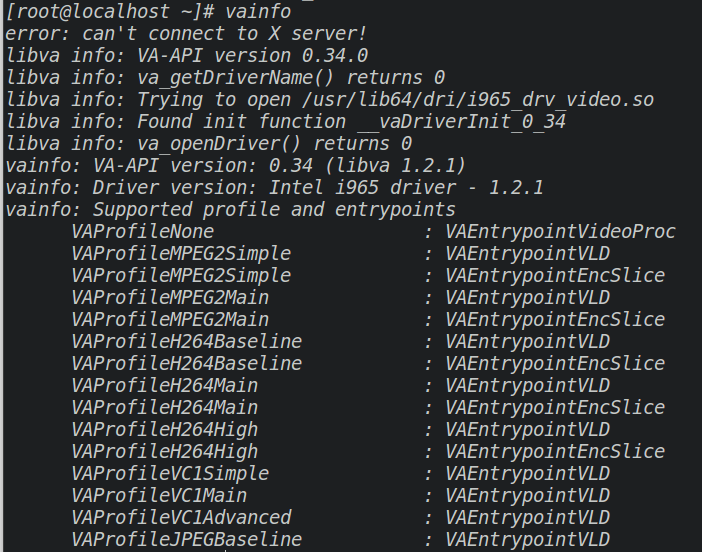 [root@localhost ~]# vainfo
error: can't connect to X server!
libva info: VA-API version 0.34.0
libva info: va_getDriverName() returns 0
libva info: Trying to open /usr/lib64/dri/i965_drv_video.so
libva info: Found init function __vaDriverInit_0_34
libva info: va_openDriver() returns 0
vainfo: VA-API version: 0.34 (libva 1.2.1)
vainfo: Driver version: Intel i965 driver - 1.2.1
vainfo: Supported profile and entrypoints
      VAProfileNone                   : VAEntrypointVideoProc
      VAProfileMPEG2Simple            : VAEntrypointVLD
      VAProfileMPEG2Simple            : VAEntrypointEncSlice
      VAProfileMPEG2Main              : VAEntrypointVLD
      VAProfileMPEG2Main              : VAEntrypointEncSlice
      VAProfileH264Baseline           : VAEntrypointVLD
      VAProfileH264Baseline           : VAEntrypointEncSlice
      VAProfileH264Main               : VAEntrypointVLD
      VAProfileH264Main               : VAEntrypointEncSlice
      VAProfileH264High               : VAEntrypointVLD
      VAProfileH264High               : VAEntrypointEncSlice
      VAProfileVC1Simple              : VAEntrypointVLD
      VAProfileVC1Main                : VAEntrypointVLD
      VAProfileVC1Advanced            : VAEntrypointVLD
      VAProfileJPEGBaseline           : VAEntrypointVLD